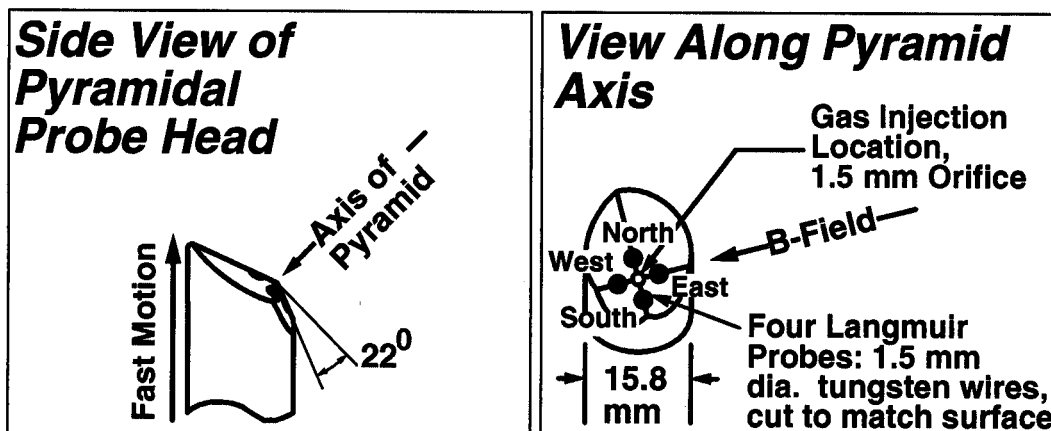 Side View of
Pyramidal
Probe Head
Axis of
Pyramid
Fast Motion
22⁰
View Along Pyramid
Axis
Gas Injection
Location,
1.5 mm Orifice
B-Field
North
West
East
South
Four Langmuir
Probes: 1.5 mm
dia. tungsten wires,
cut to match surface
15.8
mm